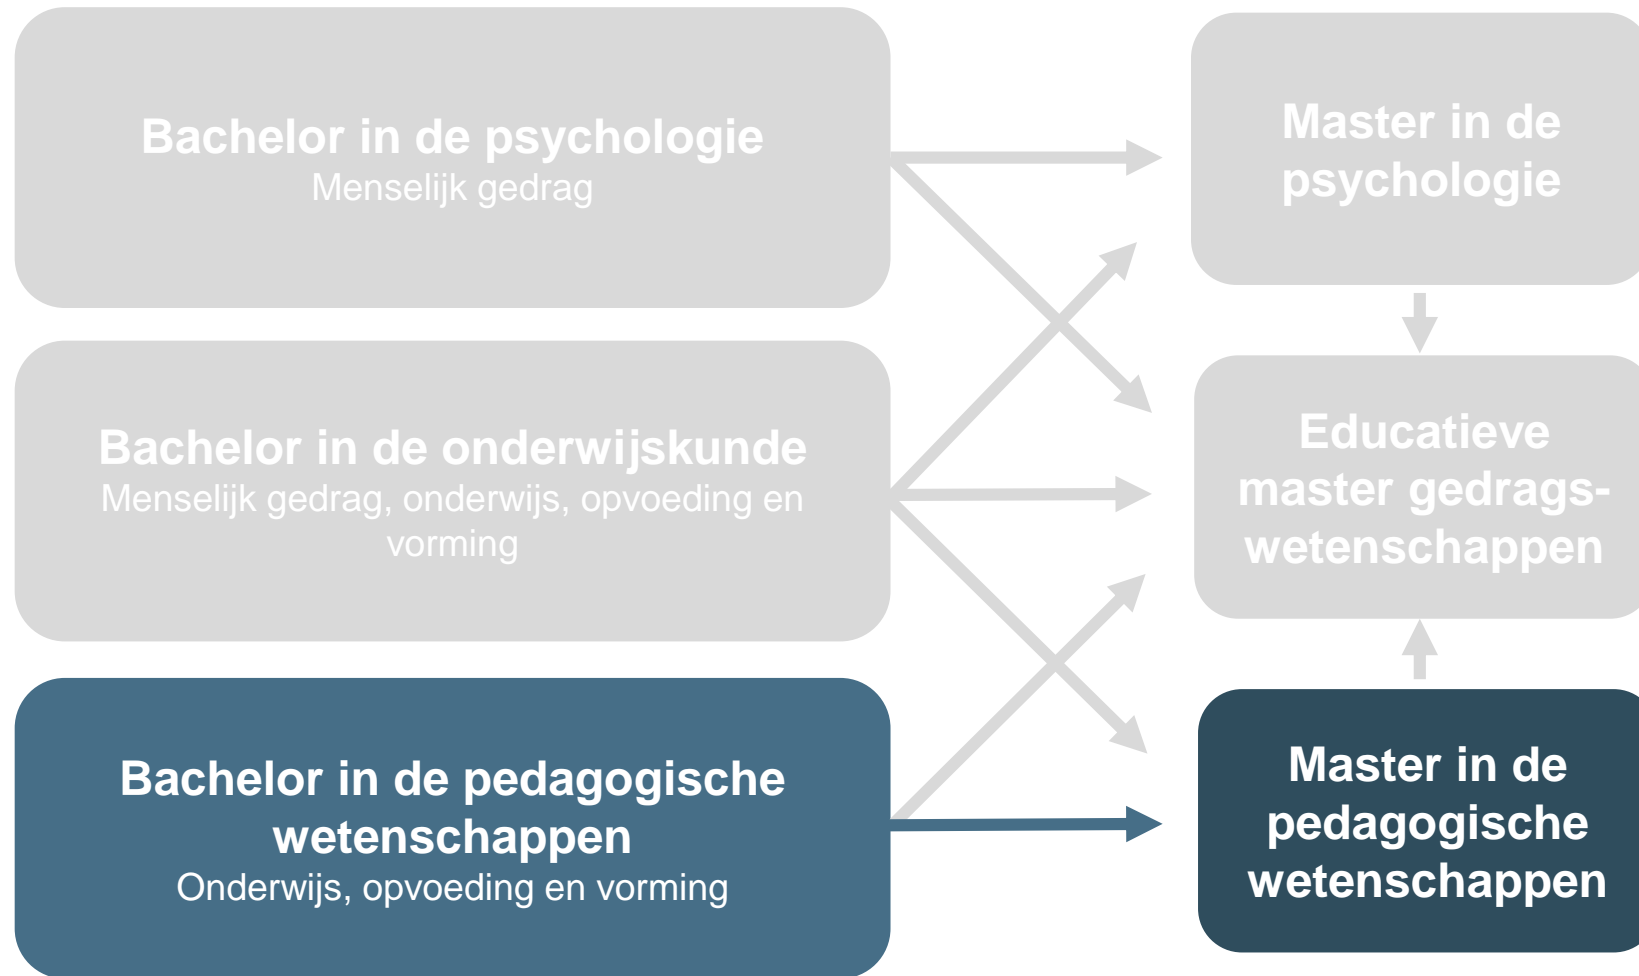 Bachelor in de psychologie
Menselijk gedrag
Bachelor in de onderwijskunde
Menselijk gedrag, onderwijs, opvoeding en
vorming
Bachelor in de pedagogische
wetenschappen
Onderwijs, opvoeding en vorming
Master in de
psychologie
Educatieve
master gedrags-
wetenschappen
Master in de
pedagogische
wetenschappen